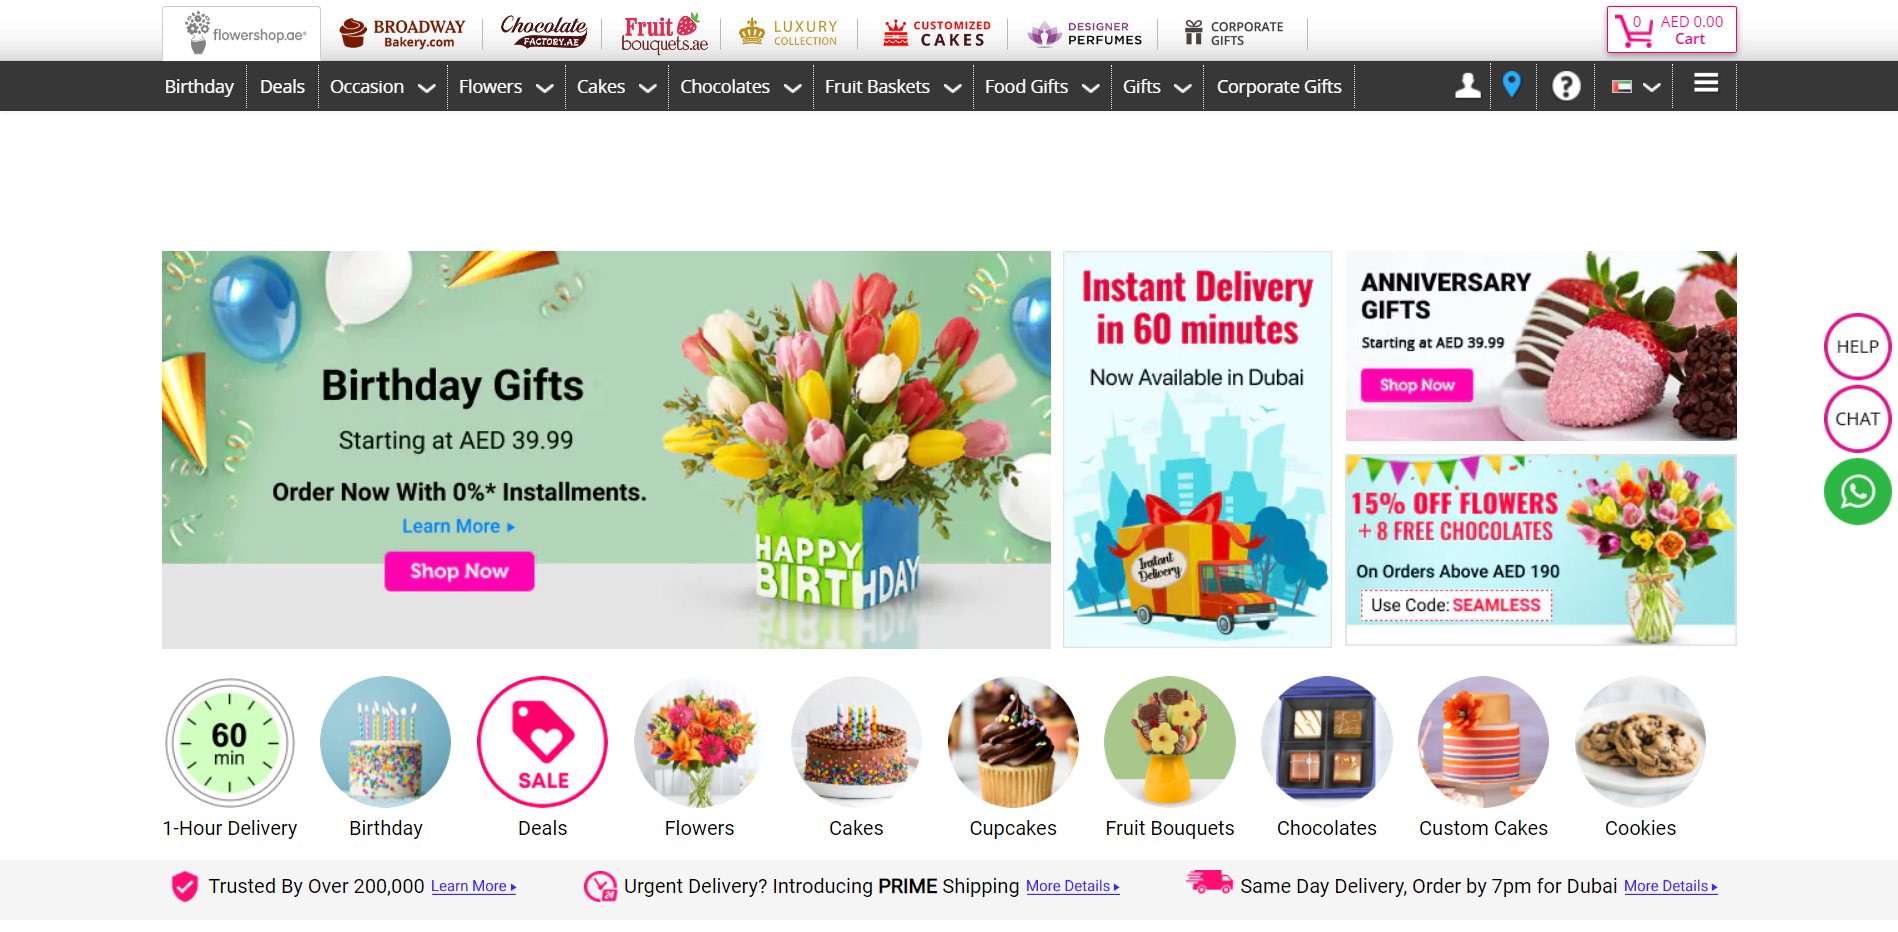 flowershop.ae®
BROADWAY
Bakery.com
Chocolate
FACTORY.AE
Fruit
bouquets.ae
LUXURY
COLLECTION
CUSTOMIZED
CAKES
DESIGNER
PERFUMES
CORPORATE
GIFTS
0 AED 0.00
Cart
Birthday
Deals
Occasion
Flowers
Cakes
Chocolates
Fruit Baskets
Food Gifts
Gifts
Corporate Gifts
Birthday Gifts
Starting at AED 39.99
Order Now With 0%* Installments.
Learn More
Shop Now
HAPPY
BIRTHDAY
Instant Delivery
in 60 minutes
Now Available in Dubai
Instant
Delivery
ANNIVERSARY
GIFTS
Starting at AED 39.99
Shop Now
15% OFF FLOWERS
+ 8 FREE CHOCOLATES
On Orders Above AED 190
Use Code: SEAMLESS
HELP
CHAT
60
min
SALE
1-Hour Delivery
Birthday
Deals
Flowers
Cakes
Cupcakes
Fruit Bouquets
Chocolates
Custom Cakes
Cookies
Trusted By Over 200,000 Learn More
24
Urgent Delivery? Introducing PRIME Shipping More Details
Same Day Delivery, Order by 7pm for Dubai More Details